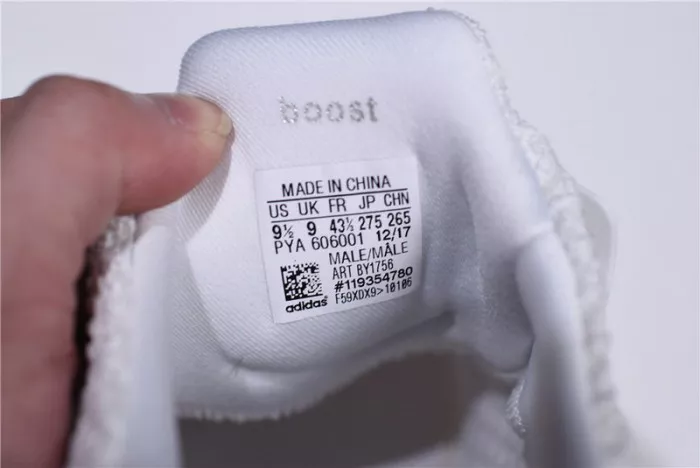 boost
MADE IN CHINA
US UK FR JP CHN
9½ 9 43⅓ 275 265
PYA 606001 12/17
MALE/MÂLE
ART BY1756
#119354780
F59XDX9>10106
adidas